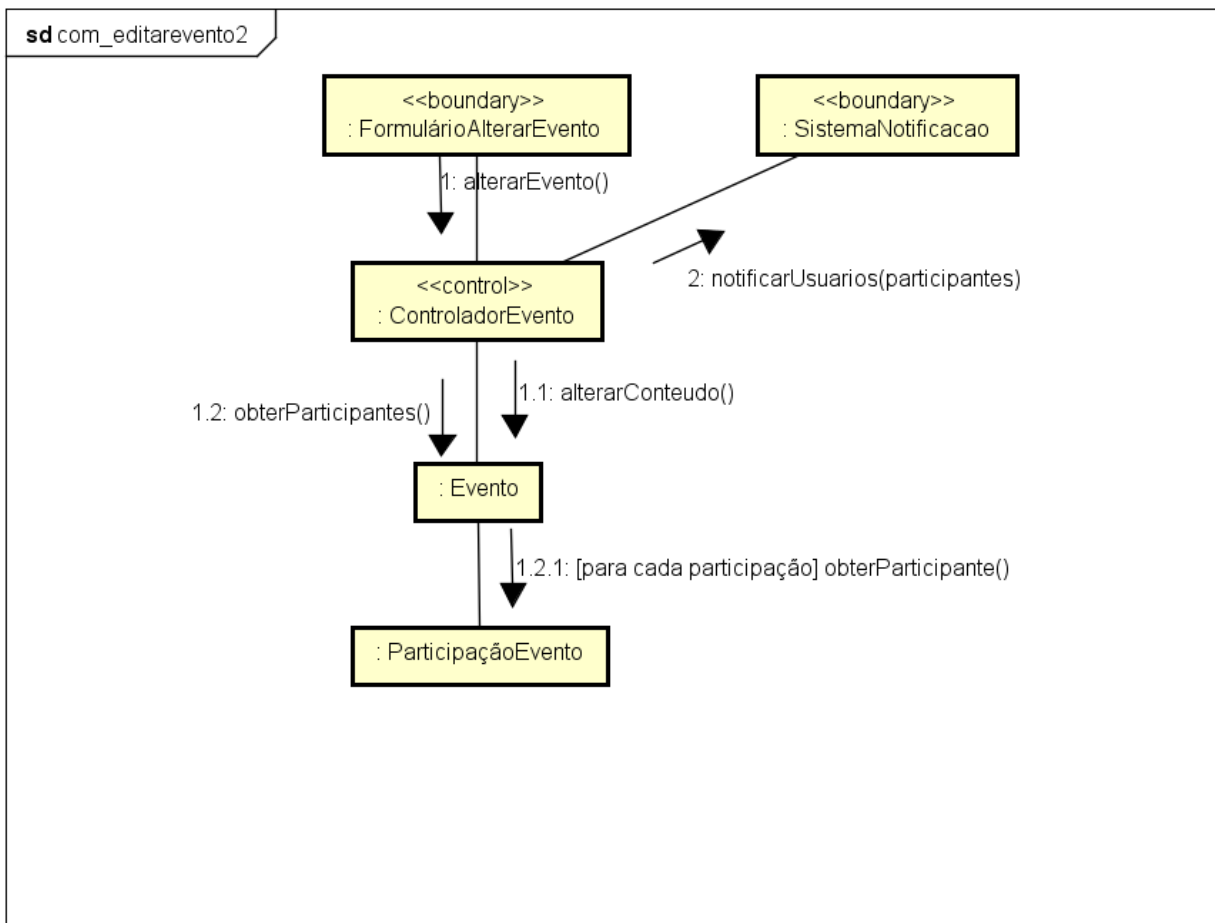 sd com_editarevento2
<<boundary>>
: FormulárioAlterarEvento
<<boundary>>
: SistemaNotificacao
1: alterarEvento()
2: notificarUsuarios(participantes)
<<control>>
: ControladorEvento
1.1: alterarConteudo()
1.2: obterParticipantes()
: Evento
1.2.1: [para cada participação] obterParticipante()
: ParticipaçãoEvento